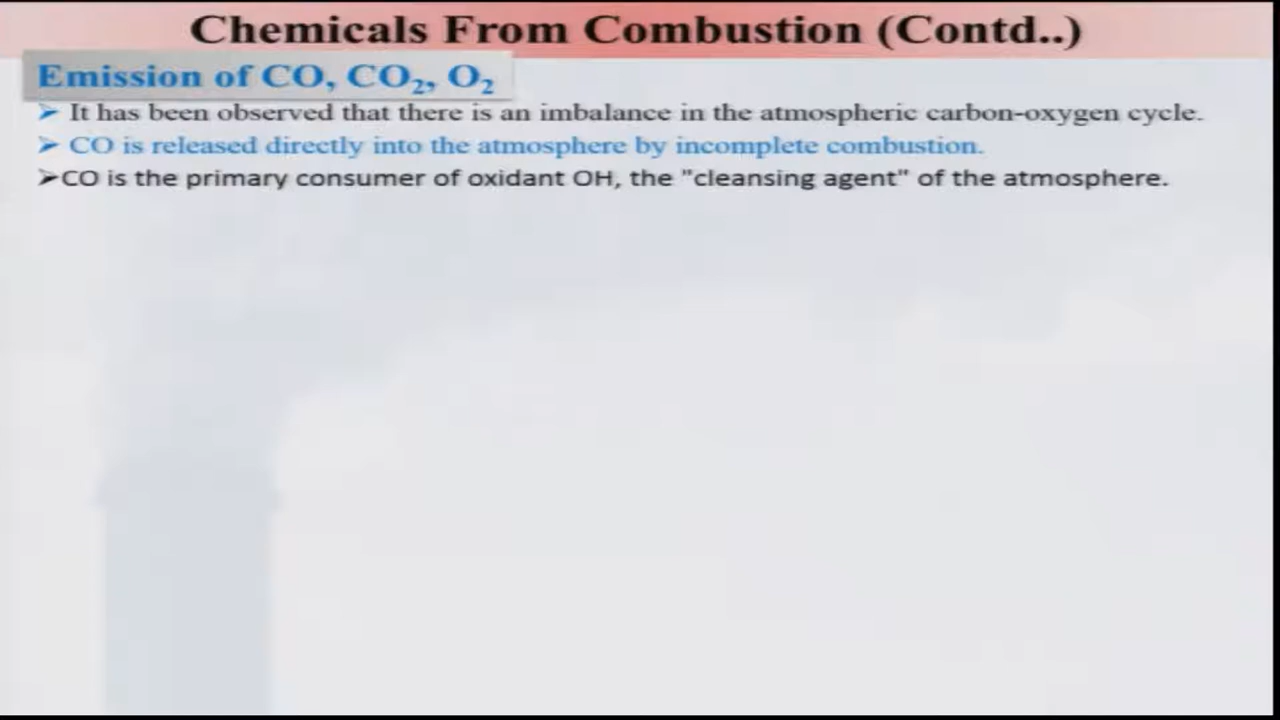 Chemicals From Combustion (Contd..)
Emission of CO, CO₂, O₂
➢ It has been observed that there is an imbalance in the atmospheric carbon-oxygen cycle.
➢ CO is released directly into the atmosphere by incomplete combustion.
➢CO is the primary consumer of oxidant OH, the "cleansing agent" of the atmosphere.